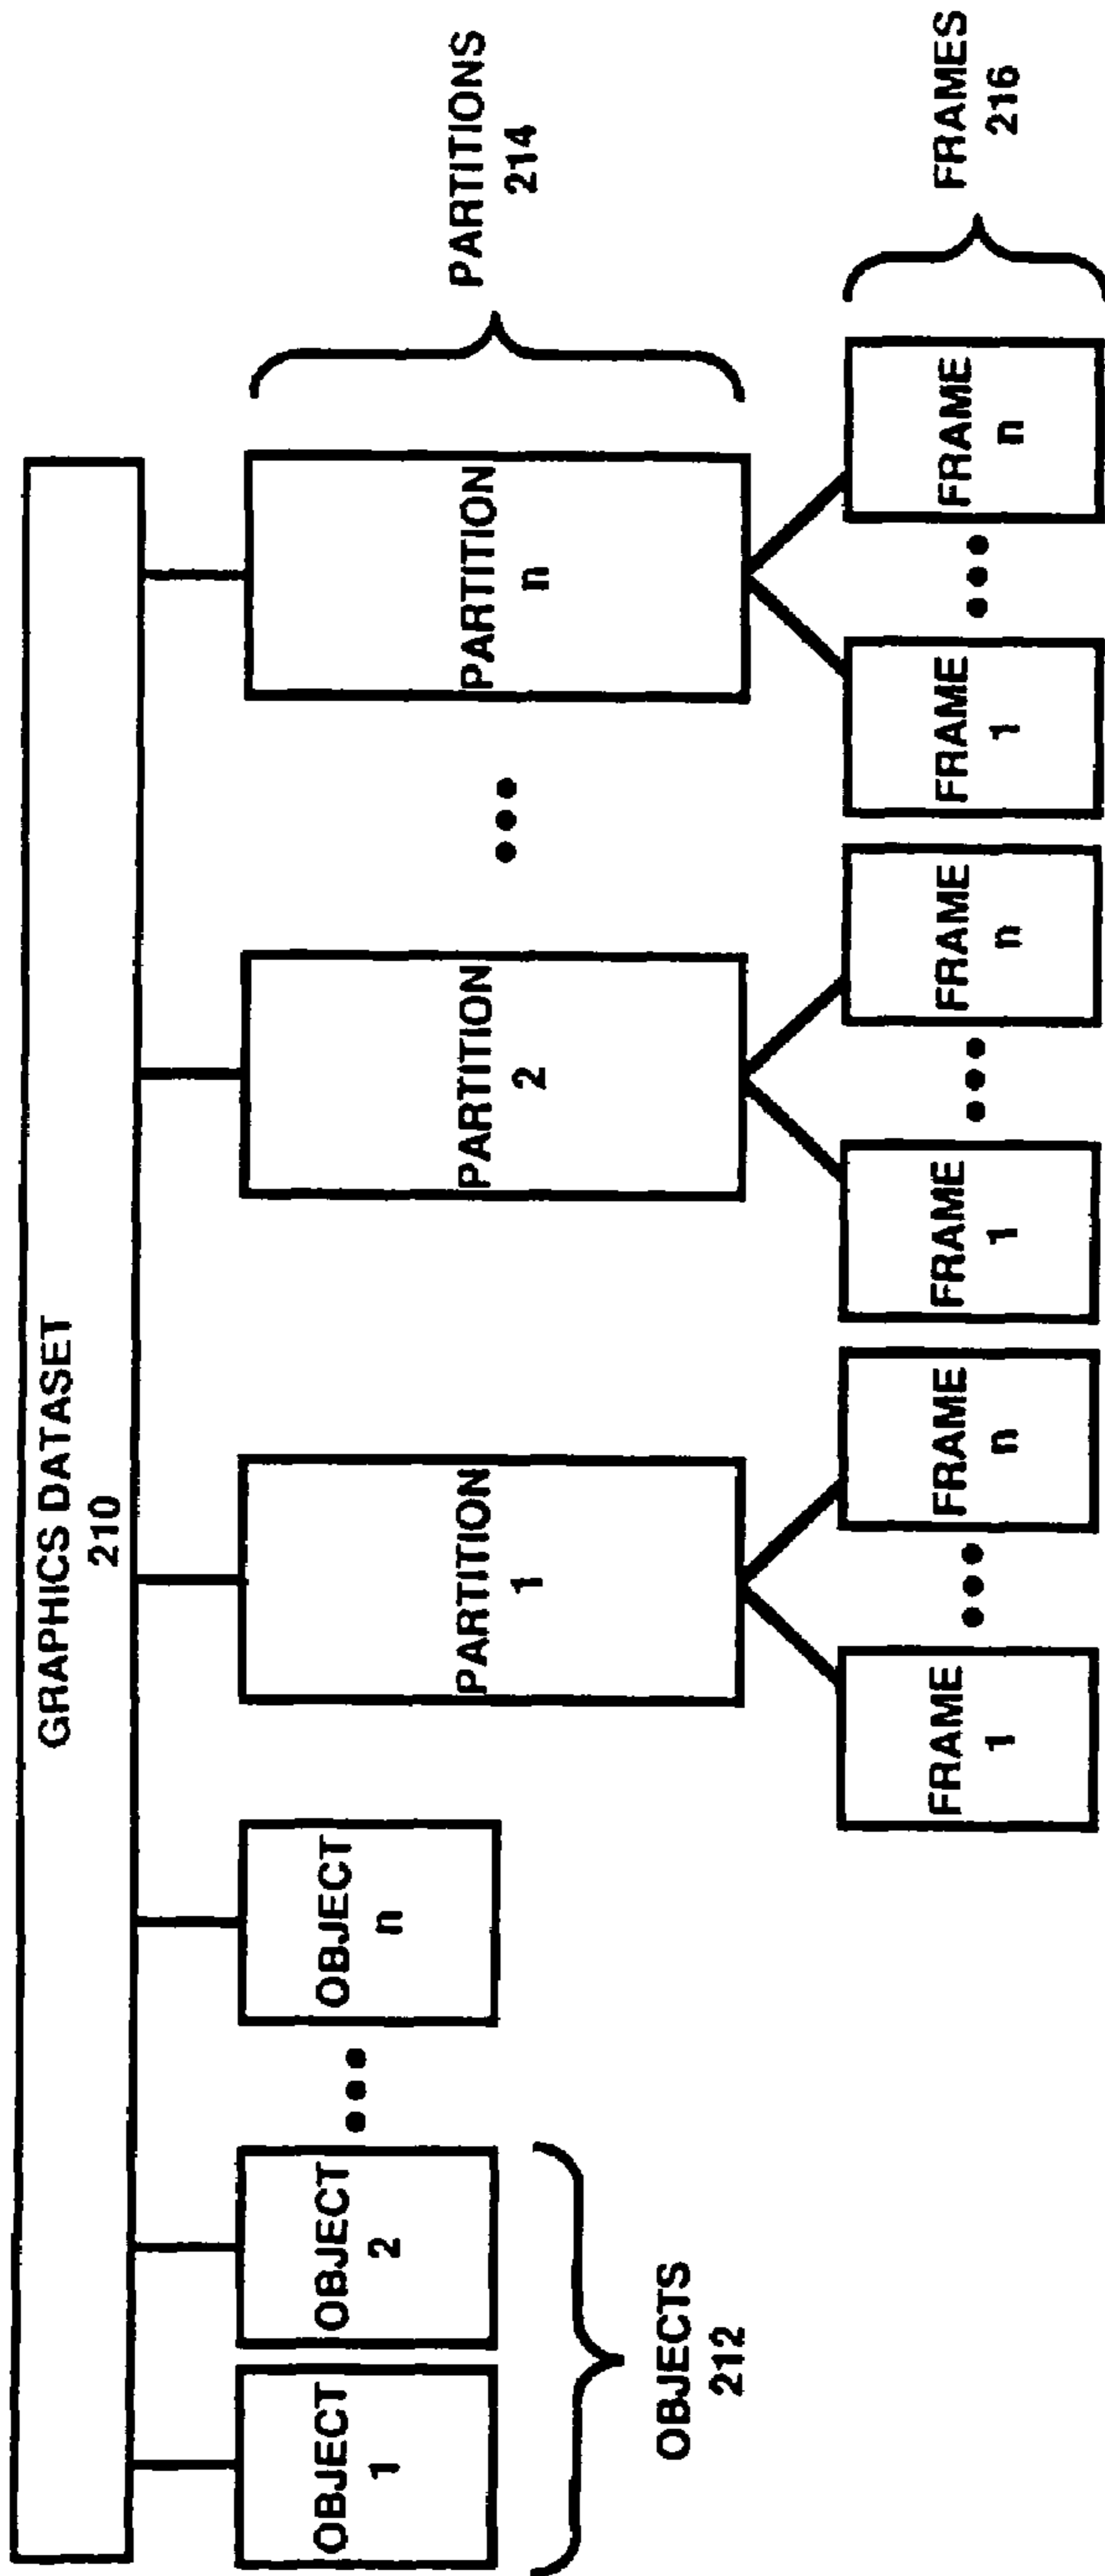 GRAPHICS DATASET
210
OBJECT
1
OBJECT
2
OBJECT
n
PARTITION
1
PARTITION
2
PARTITION
n
PARTITIONS
214
OBJECTS
212
FRAME
1
FRAME
n
FRAME
1
FRAME
n
FRAME
1
FRAME
n
FRAMES
216